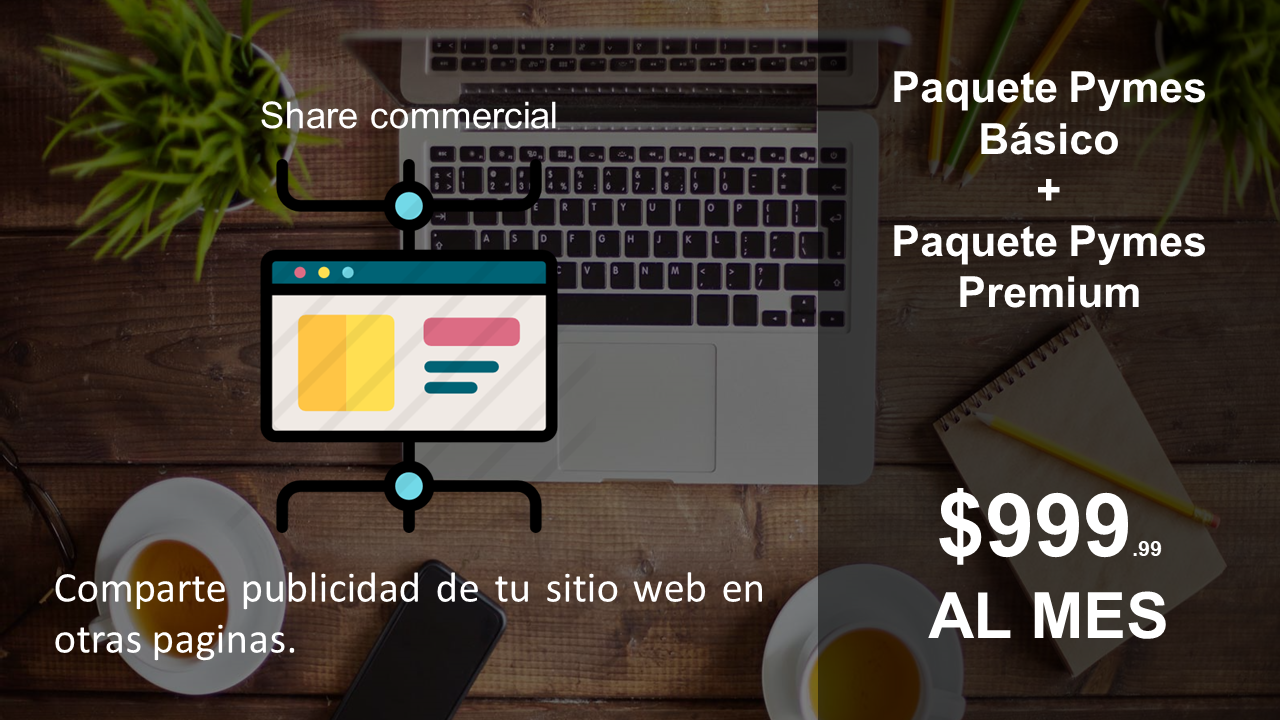 Share commercial
Comparte publicidad de tu sitio web en
otras paginas.
Paquete Pymes
Básico
+
Paquete Pymes
Premium
$999.99
AL MES